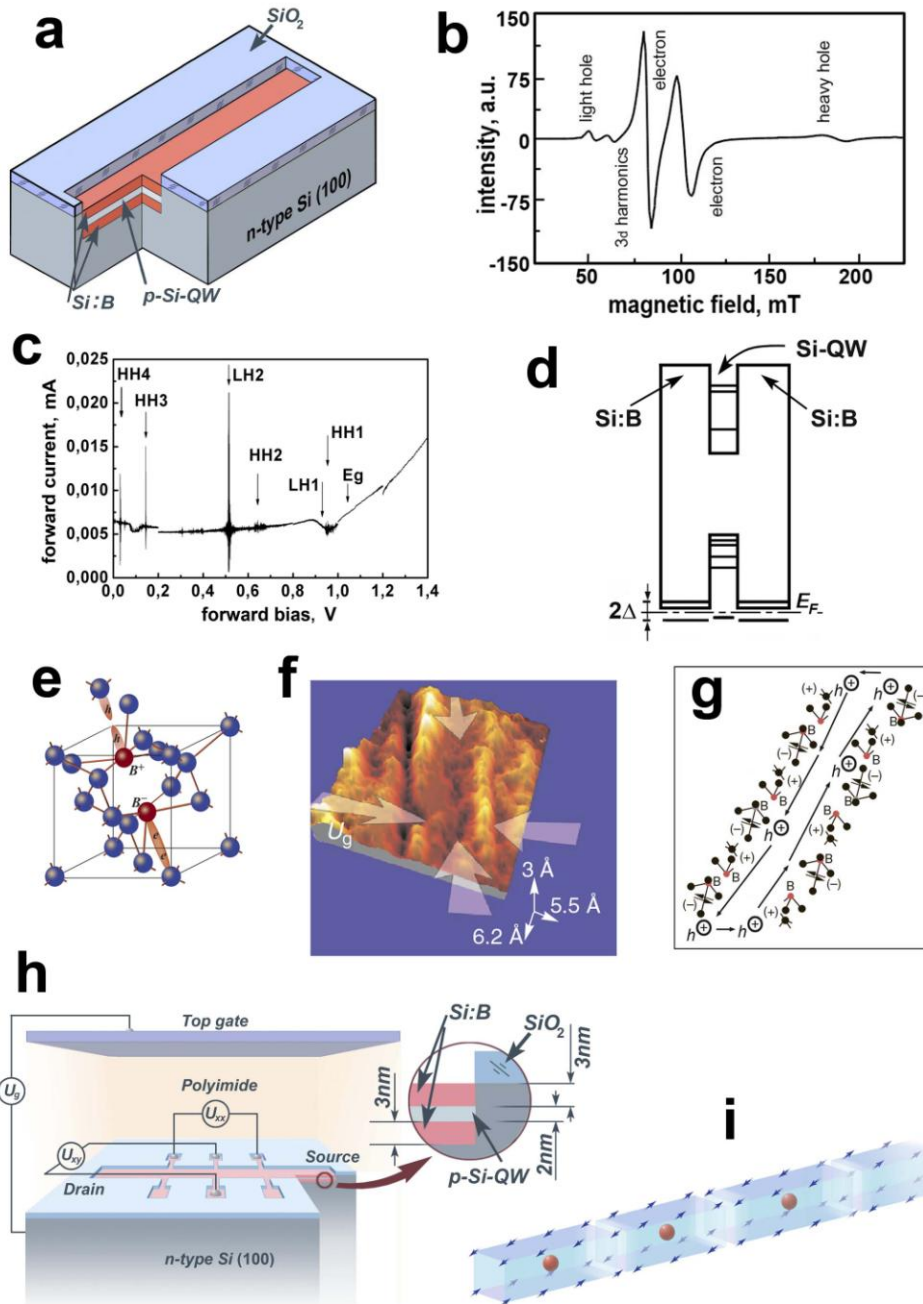 a
SiO2
n-type Si (100)
Si:B
p-Si-QW
b
intensity, a.u.
150
75
0
-75
-150
light hole
3d harmonics
electron
electron
heavy hole
50
100
150
200
magnetic field, mT
c
forward current, mA
0,025
0,020
0,015
0,010
0,005
0,000
HH4
HH3
LH2
HH2
LH1
HH1
Eg
0,0 0,2 0,4 0,6 0,8 1,0 1,2 1,4
forward bias, V
d
Si-QW
Si:B
Si:B
2Δ
EF
e
h
h
B+
B−
e
e
f
Ug
3 Å
5.5 Å
6.2 Å
g
(+) h + h +
B
(−)
B
(+)
(+)
B
h +
(−)
B
(−)
(+)
B
B
(+)
(−)
h +
B
(+)
B
B
(−)
B
(−)
(+)
h + h +
h
Top gate
Polyimide
Ug
Uxx
Uxy
Source
Drain
n-type Si (100)
Si:B
SiO2
3nm
3nm
2nm
p-Si-QW
i